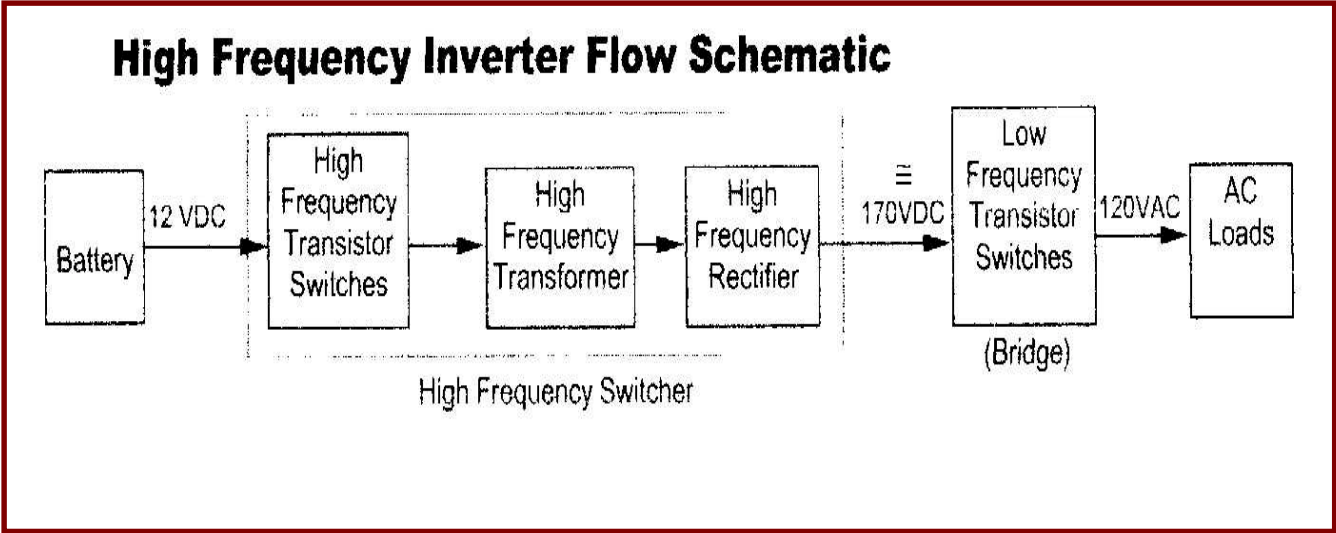 High Frequency Inverter Flow Schematic
Battery
12 VDC
High
Frequency
Transistor
Switches
High
Frequency
Transformer
High
Frequency
Rectifier
≅
170VDC
Low
Frequency
Transistor
Switches
(Bridge)
120VAC
AC
Loads
High Frequency Switcher